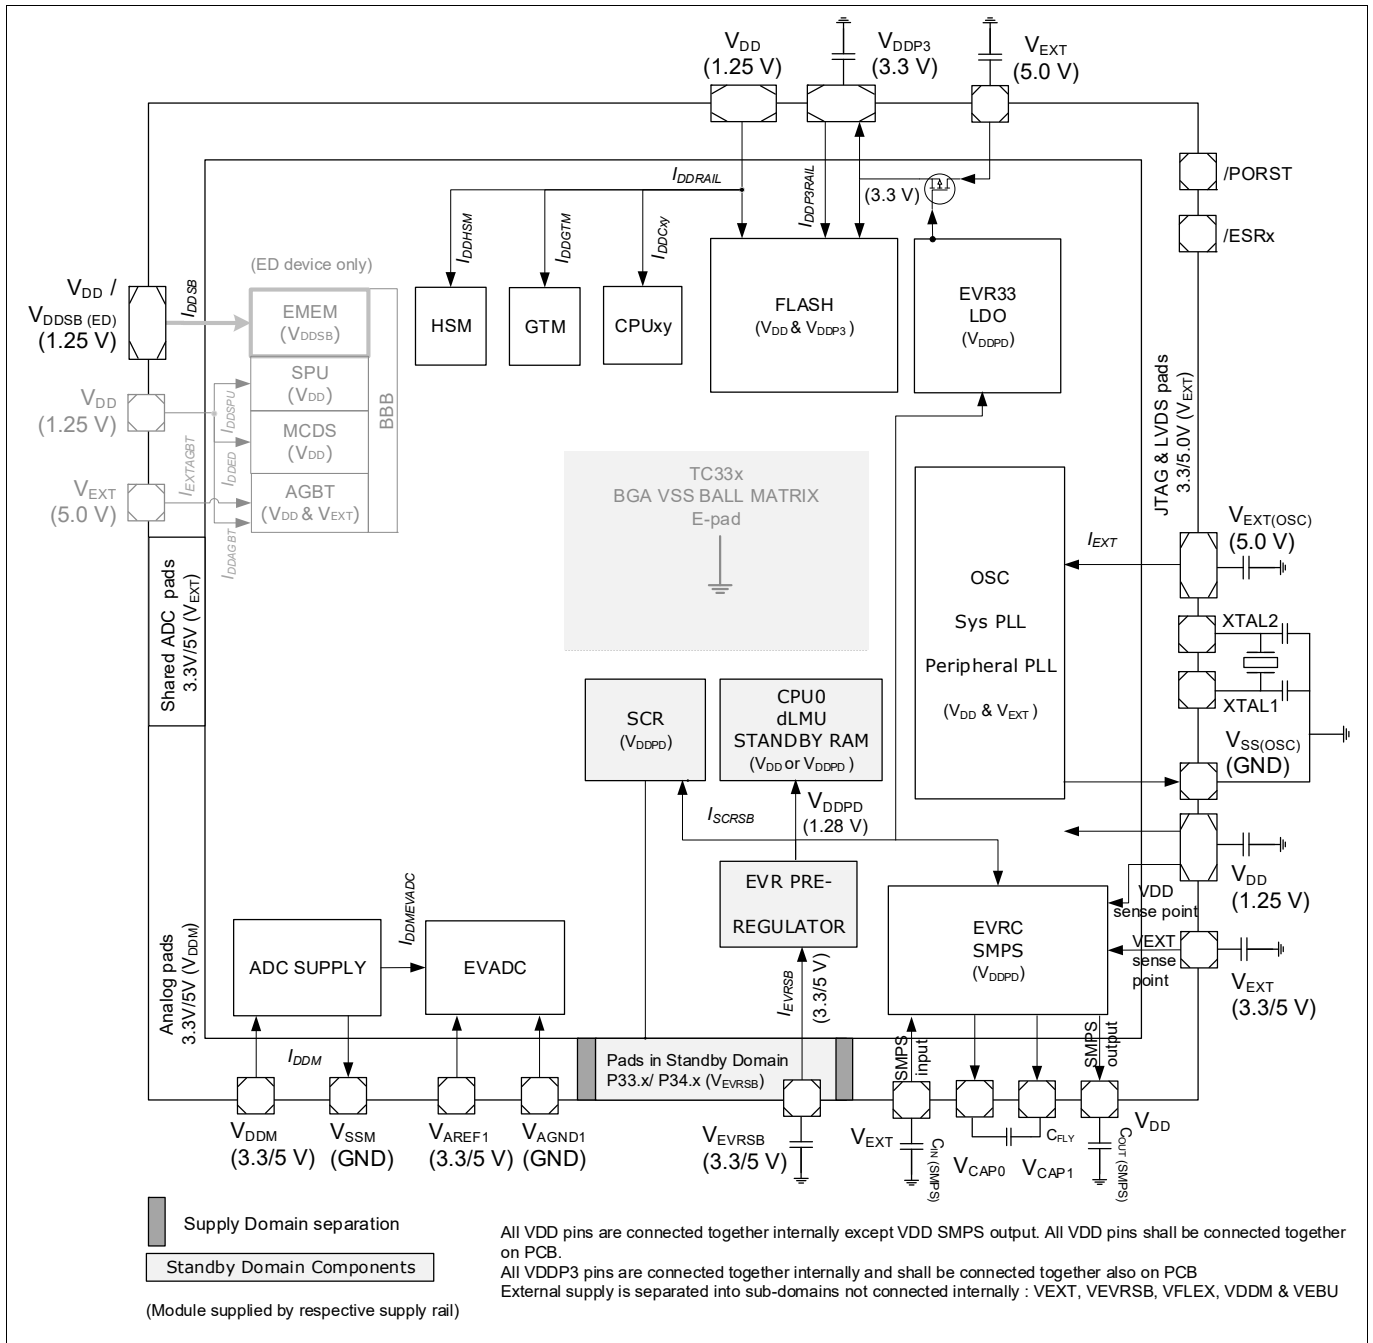 VDD
(1.25 V)
VDDP3
(3.3 V)
VEXT
(5.0 V)
/PORST
/ESRx
IDDRAIL
IDDP3RAIL
(3.3 V)
IDDHSM
IDDGTM
IDDCxy
HSM
GTM
CPUxy
FLASH
(VDD & VDDP3)
EVR33
LDO
(VDDPD)
(ED device only)
VDD /
VDDSB (ED)
(1.25 V)
IDDSB
EMEM
(VDDSB)
SPU
(VDD)
MCDS
(VDD)
AGBT
(VDD & VEXT)
BBB
VDD
(1.25 V)
IDDSPU
IDDED
IEXTAGBT
VEXT
(5.0 V)
IDDAGBT
JTAG & LVDS pads
3.3/5.0V (VEXT)
TC33x
BGA VSS BALL MATRIX
E-pad
Shared ADC pads
3.3V/5V (VEXT)
OSC
Sys PLL
Peripheral PLL
(VDD & VEXT)
IEXT
VEXT(OSC)
(5.0 V)
XTAL2
XTAL1
VSS(OSC)
(GND)
SCR
(VDDPD)
CPU0
dLMU
STANDBY RAM
(VDD or VDDPD )
ISCRSB
VDDPD
(1.28 V)
VDD
(1.25 V)
VDD
sense point
EVR PRE-
REGULATOR
EVRC
SMPS
(VDDPD)
VEXT
sense
point
VEXT
(3.3/5 V)
Analog pads
3.3V/5V (VDDM)
ADC SUPPLY
IDDMEVADC
EVADC
IEVRSB
(3.3/5 V)
IDDM
Pads in Standby Domain
P33.x/ P34.x (VEVRSB)
SMPS
input
SMPS
output
VDDM
(3.3/5 V)
VSSM
(GND)
VAREF1
(3.3/5 V)
VAGND1
(GND)
VEVRSB
(3.3/5 V)
VEXT
CIN (SMPS)
VCAP0
CFLY
VCAP1
COUT (SMPS)
VDD
Supply Domain separation
Standby Domain Components
(Module supplied by respective supply rail)
All VDD pins are connected together internally except VDD SMPS output. All VDD pins shall be connected together
on PCB.
All VDDP3 pins are connected together internally and shall be connected together also on PCB
External supply is separated into sub-domains not connected internally : VEXT, VEVRSB, VFLEX, VDDM & VEBU